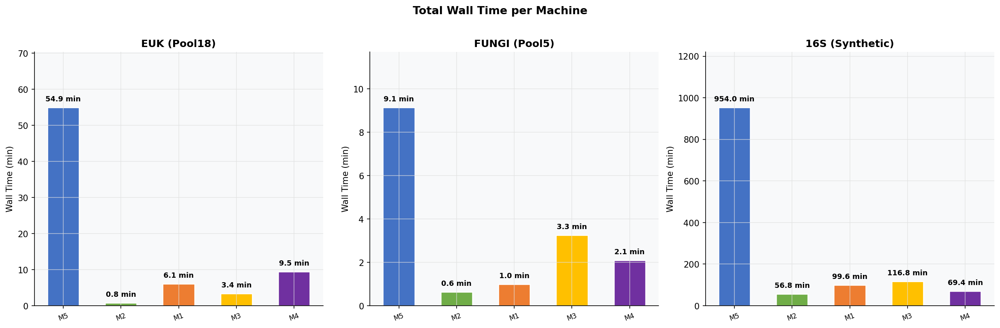 Total Wall Time per Machine
EUK (Pool18)
Wall Time (min)
70
60
50
40
30
20
10
0
54.9 min
0.8 min
6.1 min
3.4 min
9.5 min
M5
M2
M1
M3
M4
FUNGI (Pool5)
Wall Time (min)
10
8
6
4
2
0
9.1 min
0.6 min
1.0 min
3.3 min
2.1 min
M5
M2
M1
M3
M4
16S (Synthetic)
Wall Time (min)
1200
1000
800
600
400
200
0
954.0 min
56.8 min
99.6 min
116.8 min
69.4 min
M5
M2
M1
M3
M4